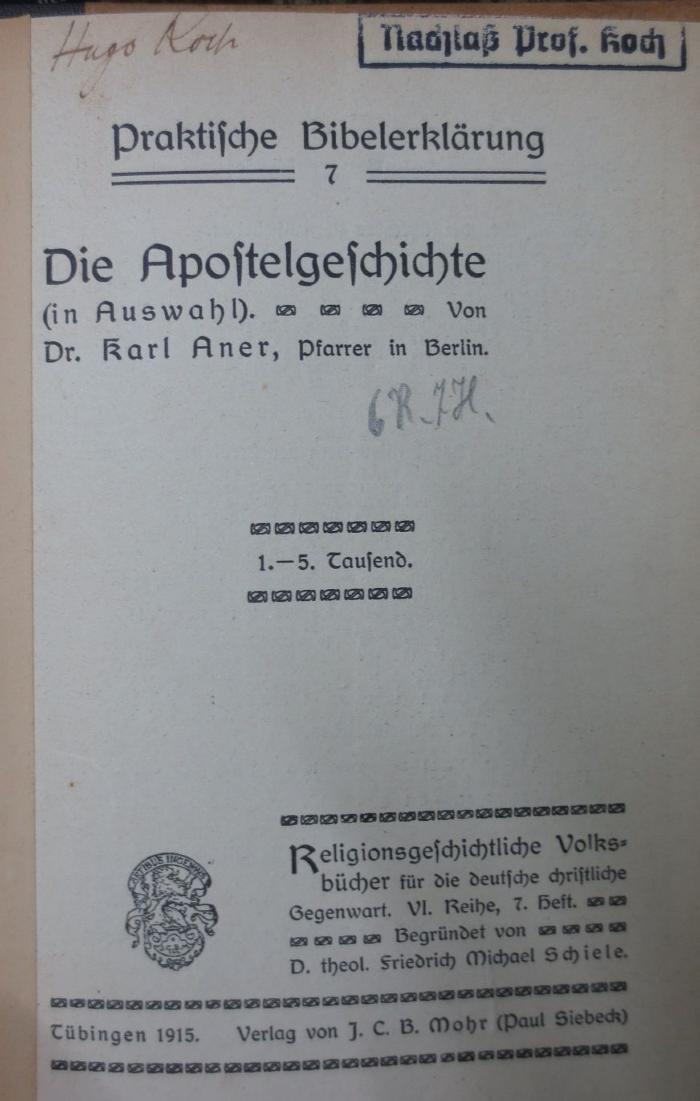 Hugo Koch
Nachlaß Prof. Koch
Praktiſche Bibelerklärung
7
Die Apoſtelgeſchichte
(in Auswahl). Von
Dr. Karl Aner, Pfarrer in Berlin.
1.—5. Tauſend.
Religionsgeſchichtliche Volks-
bücher für die deutſche chriſtliche
Gegenwart. VI. Reihe, 7. Heft.
Begründet von
D. theol. Friedrich Michael Schiele.
Tübingen 1915. Verlag von J. C. B. Mohr (Paul Siebeck)